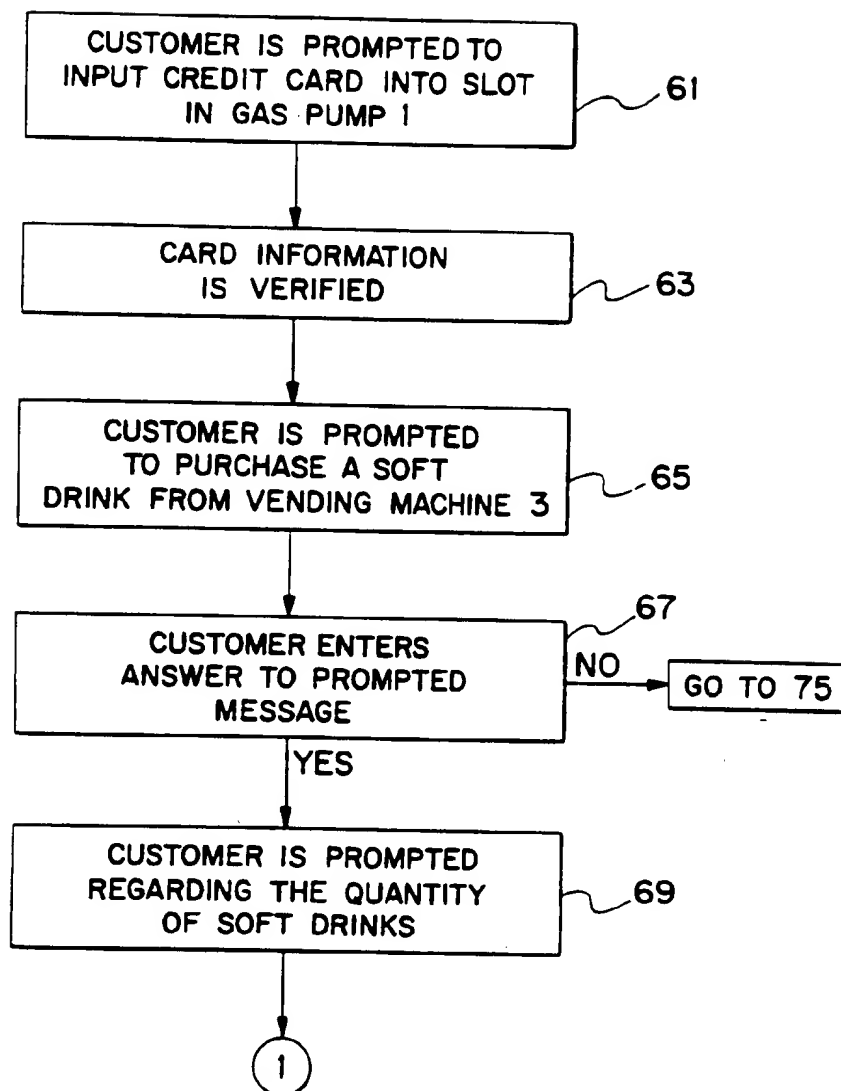 CUSTOMER IS PROMPTED TO
INPUT CREDIT CARD INTO SLOT
IN GAS PUMP 1
61
CARD INFORMATION
IS VERIFIED
63
CUSTOMER IS PROMPTED
TO PURCHASE A SOFT
DRINK FROM VENDING MACHINE 3
65
67
CUSTOMER ENTERS
ANSWER TO PROMPTED
MESSAGE
NO
GO TO 75
YES
CUSTOMER IS PROMPTED
REGARDING THE QUANTITY
OF SOFT DRINKS
69
1